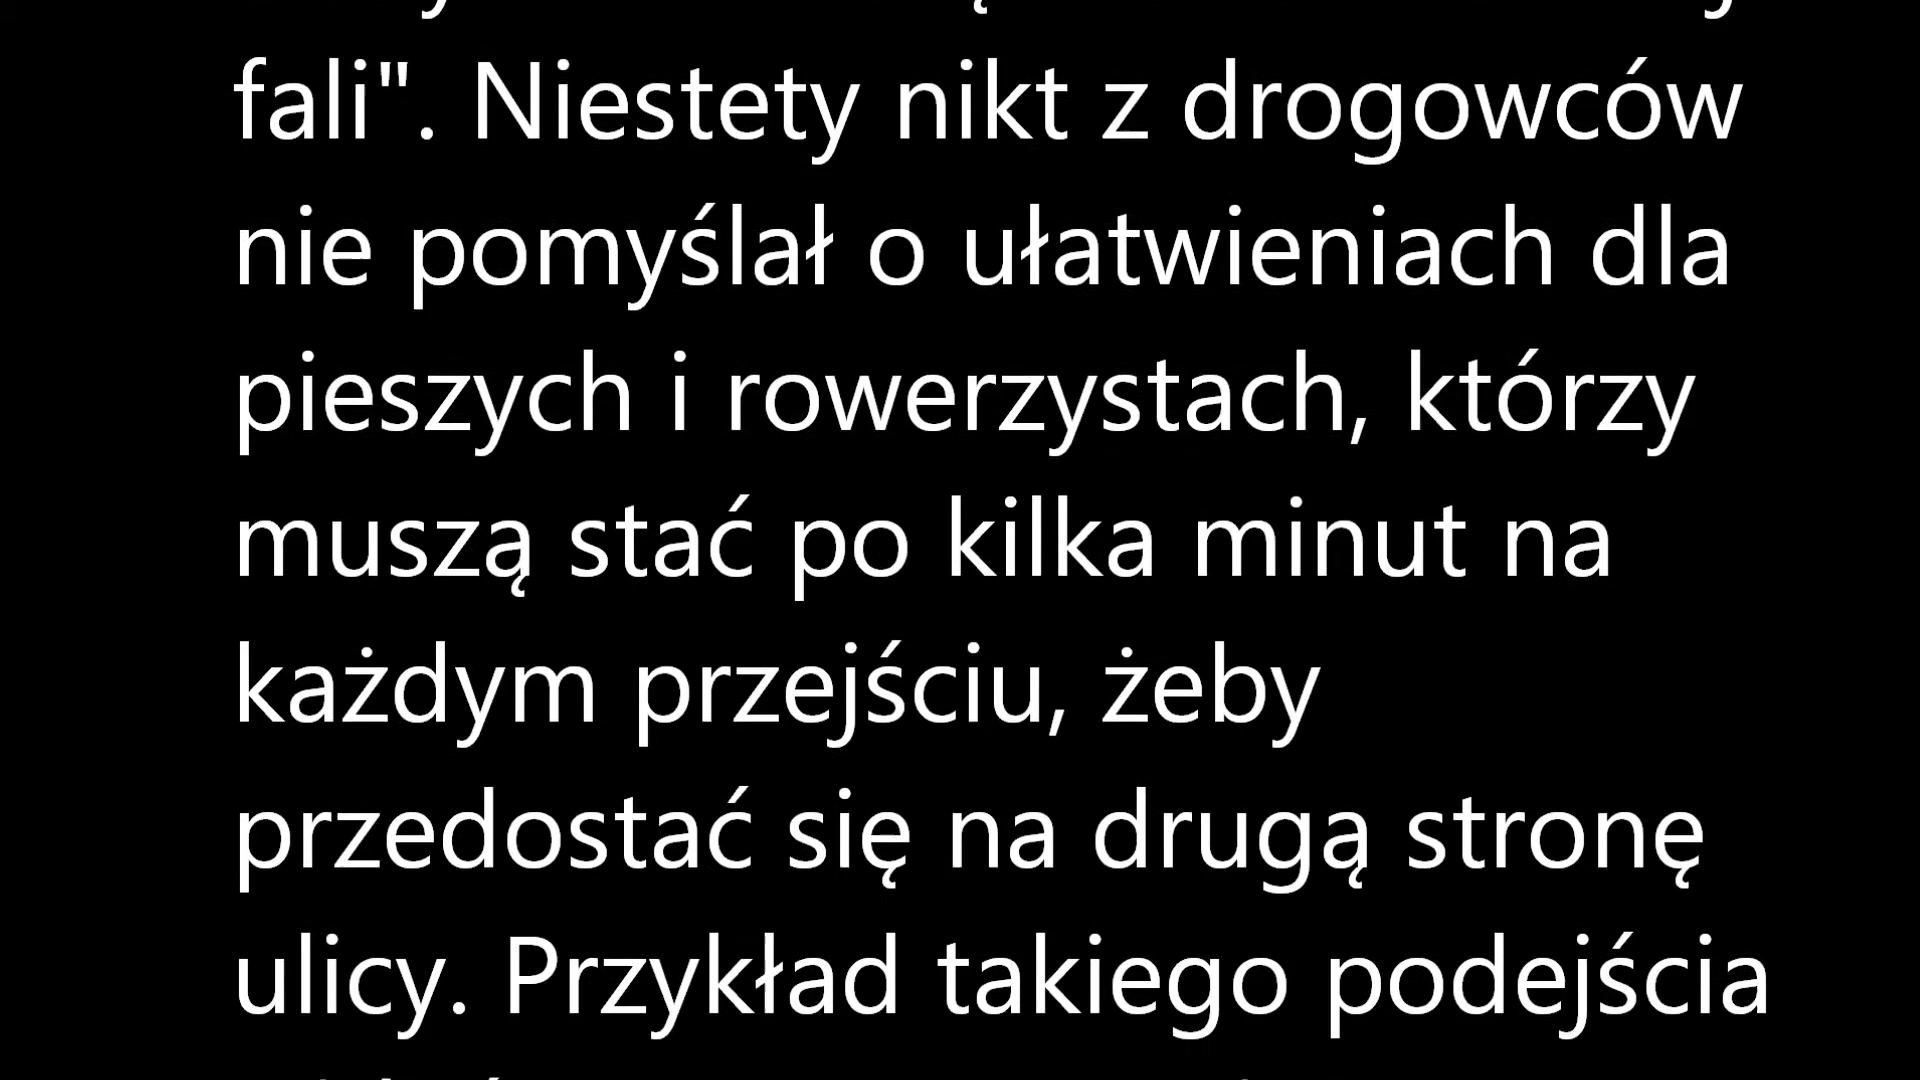 fali". Niestety nikt z drogowców
nie pomyślał o ułatwieniach dla
pieszych i rowerzystach, którzy
muszą stać po kilka minut na
każdym przejściu, żeby
przedostać się na drugą stronę
ulicy. Przykład takiego podejścia